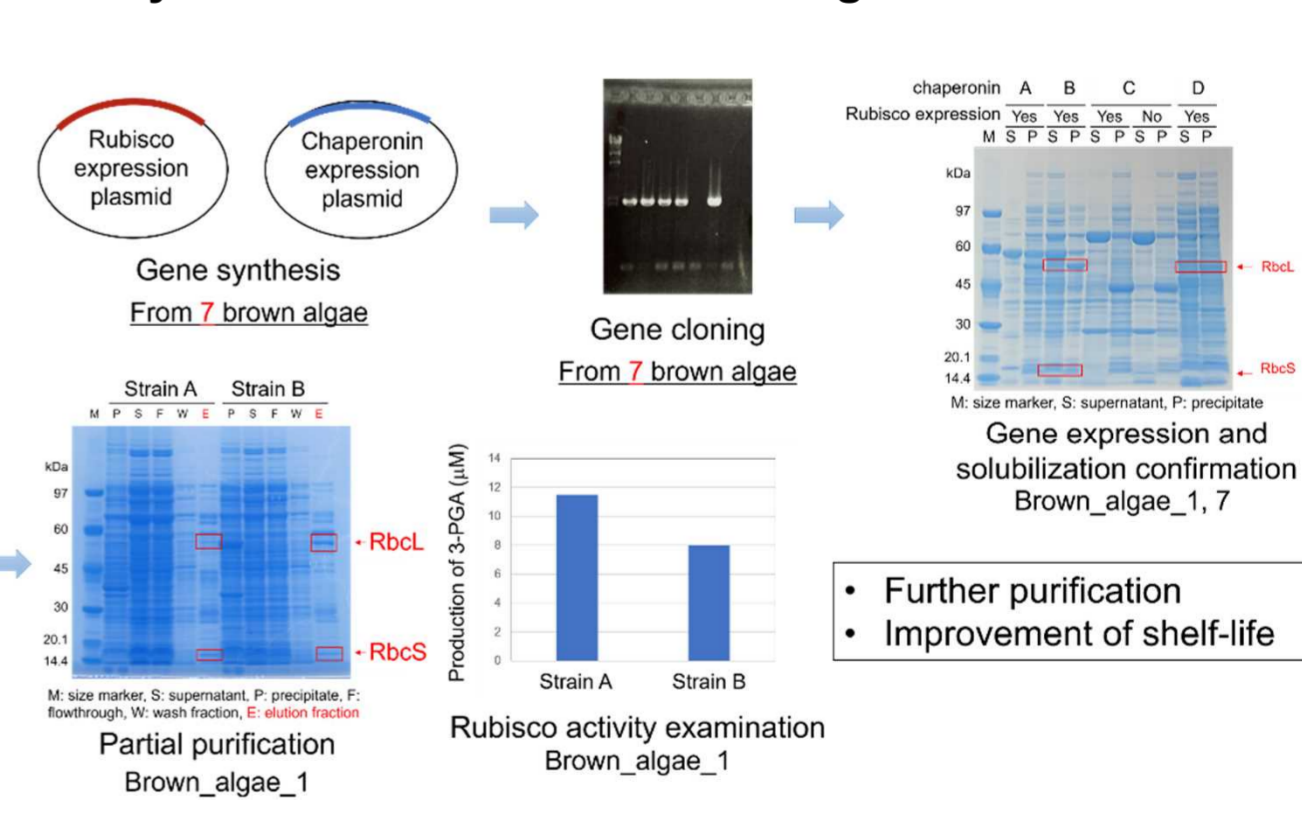 Rubisco
expression
plasmid
Chaperonin
expression
plasmid
Gene synthesis
From 7 brown algae
Gene cloning
From 7 brown algae
chaperonin A B C D
Rubisco expression Yes Yes Yes No Yes
M S P S P S P S P S P
kDa
97
60
45
30
20.1
14.4
RbcL
RbcS
M: size marker, S: supernatant, P: precipitate
Gene expression and
solubilization confirmation
Brown_algae_1, 7
Strain A Strain B
M P S F W E P S F W E
kDa
97
60
45
30
20.1
14.4
RbcL
RbcS
M: size marker, S: supernatant, P: precipitate, F:
flowthrough, W: wash fraction, E: elution fraction
Partial purification
Brown_algae_1
Production of 3-PGA (μM)
14
12
10
8
6
4
2
0
Strain A Strain B
Rubisco activity examination
Brown_algae_1
• Further purification
• Improvement of shelf-life